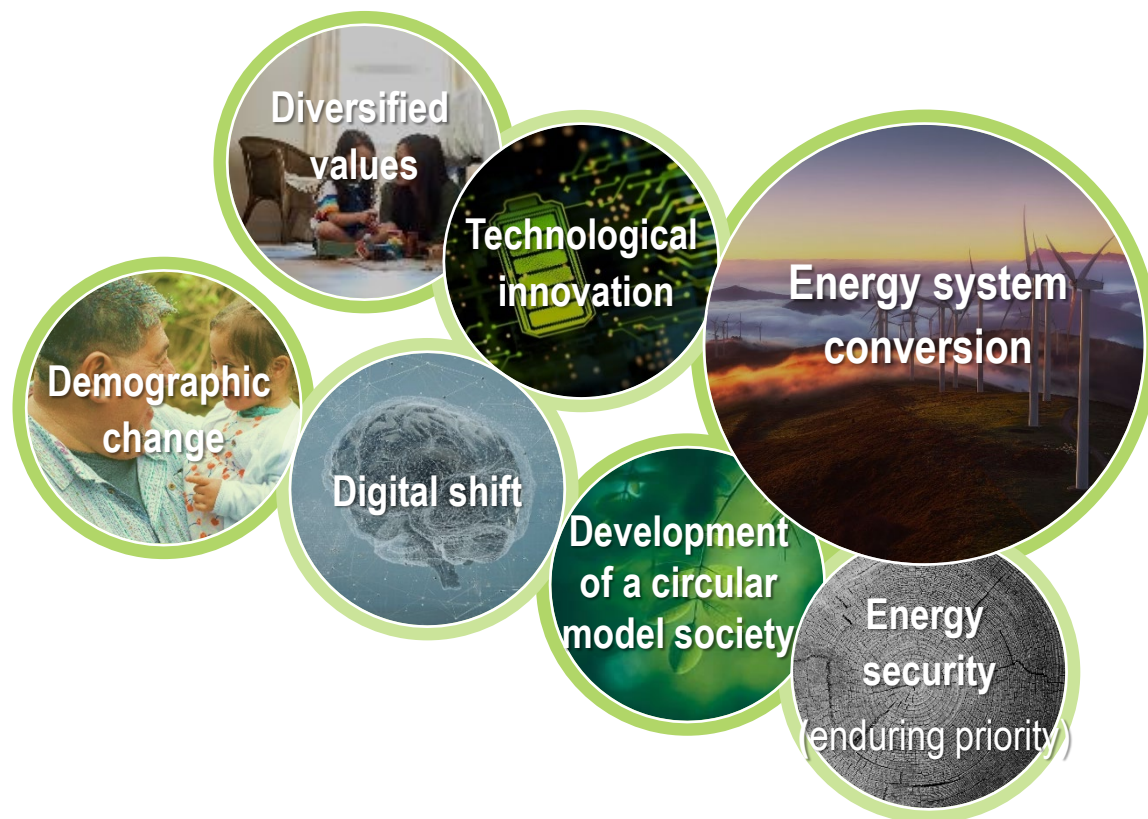 Diversified
values
Technological
innovation
Energy system
conversion
Demographic
change
Digital shift
Development
of a circular
model society
Energy
security
(enduring priority)